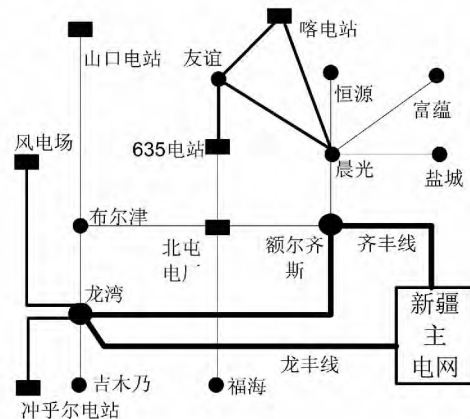 喀电站
山口电站
友谊
恒源
富蕴
风电场
635电站
晨光
盐城
布尔津
北屯
电厂
额尔齐
斯
齐丰线
龙湾
新疆
主
电网
龙丰线
吉木乃
福海
冲乎尔电站